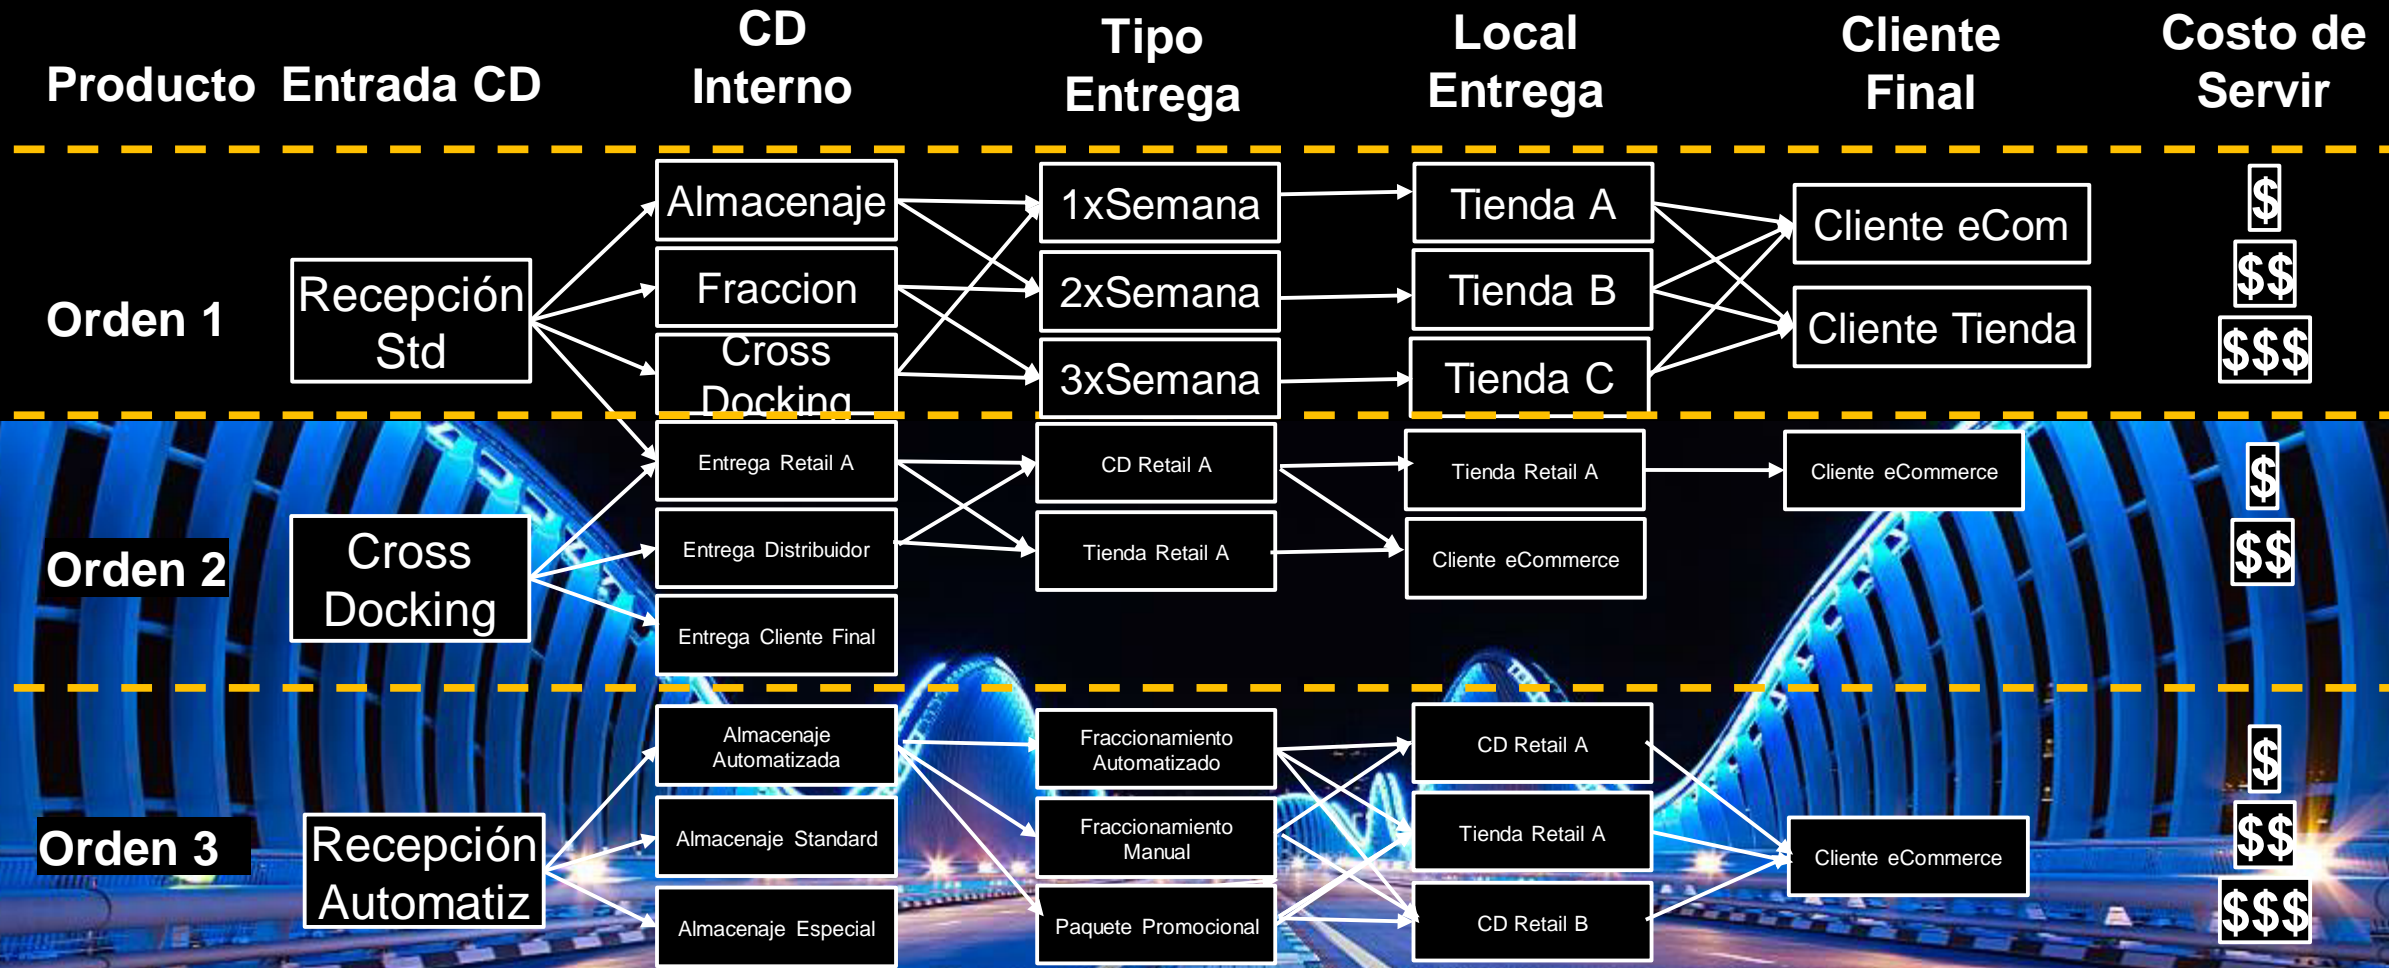 CD
Interno
Tipo
Entrega
Local
Entrega
Cliente
Final
Costo de
Servir
Producto
Entrada CD
Orden 1
Recepción
Std
Almacenaje
Fraccion
Cross
Docking
1xSemana
2xSemana
3xSemana
Tienda A
Tienda B
Tienda C
Cliente eCom
Cliente Tienda
$
$$
$$$
Orden 2
Cross
Docking
Entrega Retail A
Entrega Distribuidor
Entrega Cliente Final
CD Retail A
Tienda Retail A
Tienda Retail A
Cliente eCommerce
Cliente eCommerce
$
$$
Orden 3
Recepción
Automatiz
Almacenaje
Automatizada
Almacenaje Standard
Almacenaje Especial
Fraccionamiento
Automatizado
Fraccionamiento
Manual
Paquete Promocional
CD Retail A
Tienda Retail A
CD Retail B
Cliente eCommerce
$
$$
$$$